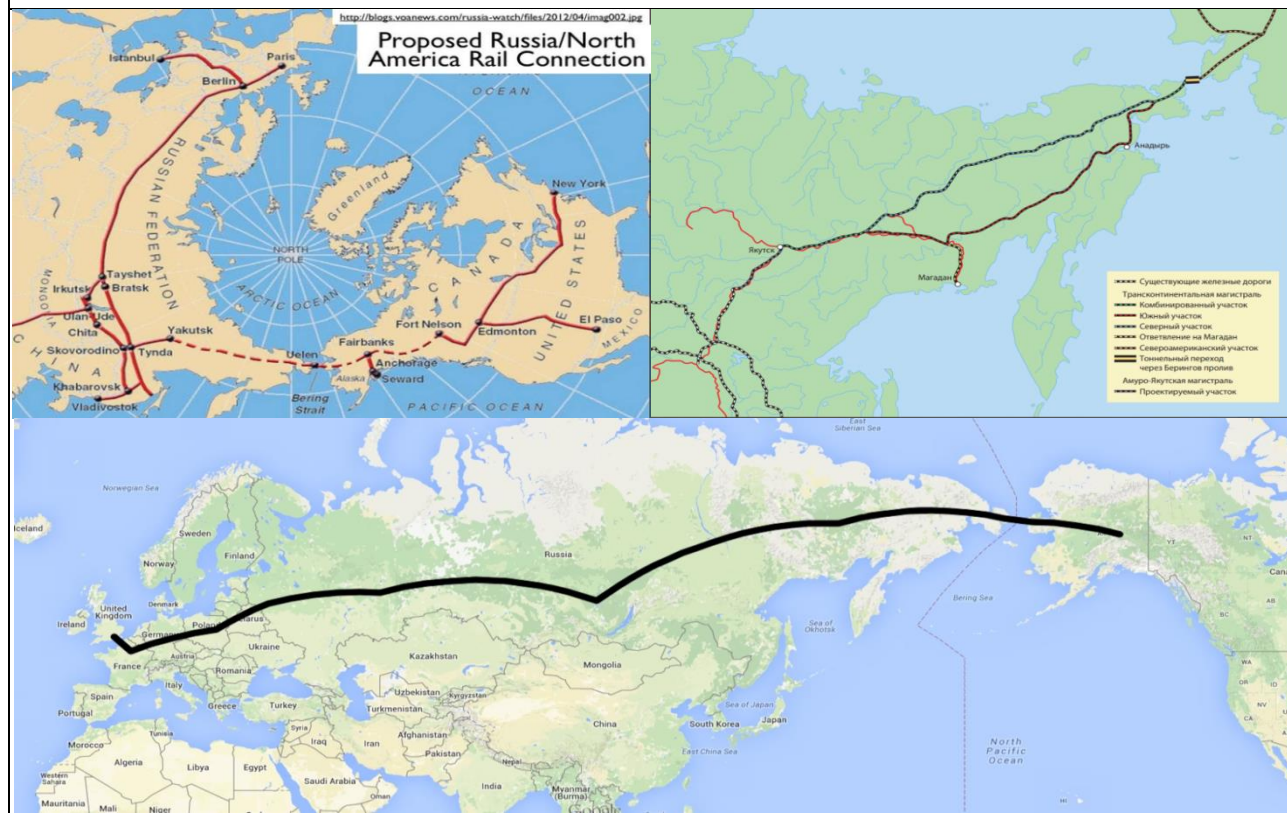 http://blogs.voanews.com/russia-watch/files/2012/04/imag002.jpg
Proposed Russia/North
America Rail Connection
OCEAN
Istanbul
Paris
Berlin
RUSSIAN FEDERATION
Greenland
New York
NORTH
POLE
CANADA
UNITED STATES
ARCTIC OCEAN
MONGOLIA
Tayshet
Bratsk
Irkutsk
Ulan Ude
Chita
Yakutsk
Skovorodino
Tynda
CHINA
Khabarovsk
Vladivostok
Uelen
Bering
Strait
Fairbanks
Anchorage
Alaska
Seward
Fort Nelson
Edmonton
El Paso
MEXICO
PACIFIC OCEAN
Анадырь
Якутск
Магадан
Существующие железные дороги
Трансконтинентальная магистраль
Комбинированный участок
Южный участок
Северный участок
Ответвление на Магадан
Североамериканский участок
Тоннельный переход
через Берингов пролив
Амуро-Якутская магистраль
Проектируемый участок
East
Siberian Sea
Norwegian Sea
Iceland
Sweden
Finland
Norway
Russia
United
Kingdom
Denmark
Ireland
Poland
Belarus
Germany
Ukraine
Austria
France
Romania
Italy
Spain
Portugal
Greece
Turkey
Kazakhstan
Mongolia
Uzbekistan
Kyrgyzstan
Turkmenistan
Sea of
Okhotsk
Bering Sea
Sea of Japan
South Korea
Japan
China
East China Sea
Syria
Iraq
Iran
Afghanistan
Pakistan
Nepal
India
Myanmar
(Burma)
Tunisia
Morocco
Algeria
Libya
Egypt
Saudi Arabia
Oman
Western
Sahara
Mauritania
Mali
Niger
North
Pacific
Ocean
YT
NT
BC
AB
WA
OR
ID
NV
CA
HI
Google